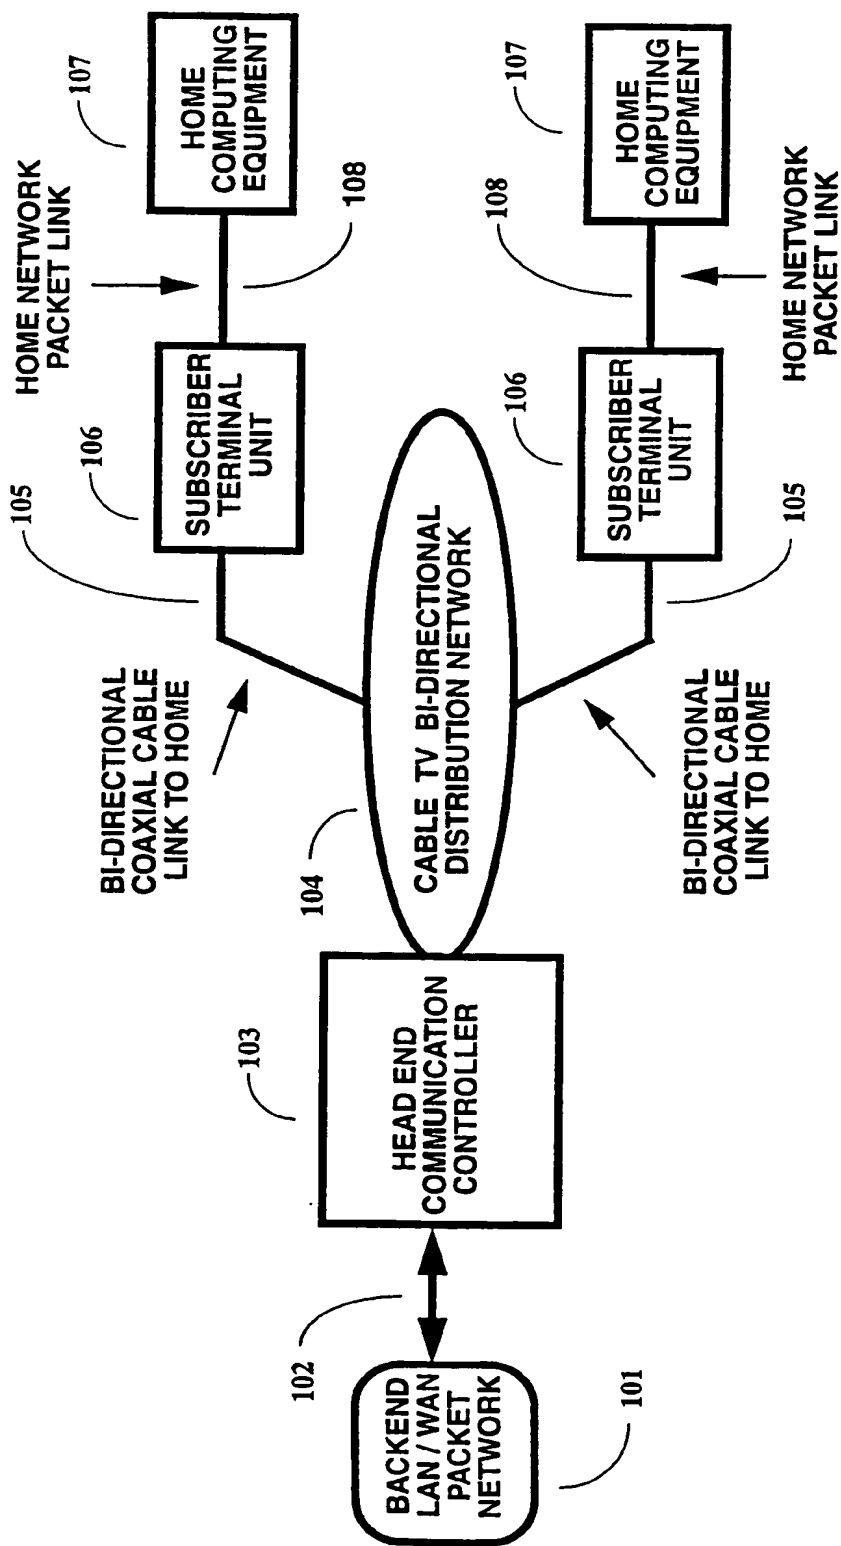 BACKEND
LAN / WAN
PACKET
NETWORK
101
102
HEAD END
COMMUNICATION
CONTROLLER
103
CABLE TV BI-DIRECTIONAL
DISTRIBUTION NETWORK
104
BI-DIRECTIONAL
COAXIAL CABLE
LINK TO HOME
105
SUBSCRIBER
TERMINAL
UNIT
106
HOME NETWORK
PACKET LINK
108
HOME
COMPUTING
EQUIPMENT
107
BI-DIRECTIONAL
COAXIAL CABLE
LINK TO HOME
105
SUBSCRIBER
TERMINAL
UNIT
106
HOME NETWORK
PACKET LINK
108
HOME
COMPUTING
EQUIPMENT
107